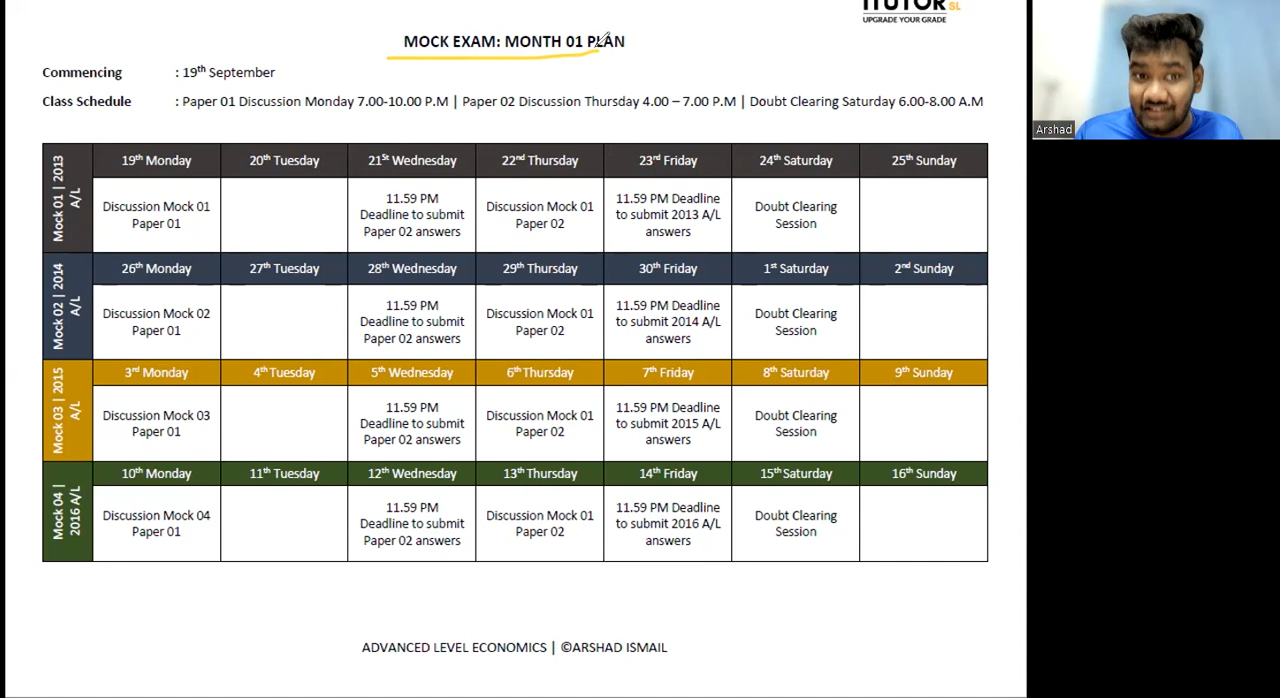 ITUTOR SL
UPGRADE YOUR GRADE
MOCK EXAM: MONTH 01 PLAN
Commencing : 19th September
Class Schedule : Paper 01 Discussion Monday 7.00-10.00 P.M | Paper 02 Discussion Thursday 4.00 – 7.00 P.M | Doubt Clearing Saturday 6.00-8.00 A.M
Arshad
Mock 01 | 2013
A/L
19th Monday
20th Tuesday
21St Wednesday
22nd Thursday
23rd Friday
24th Saturday
25th Sunday
Discussion Mock 01
Paper 01
11.59 PM
Deadline to submit
Paper 02 answers
Discussion Mock 01
Paper 02
11.59 PM Deadline
to submit 2013 A/L
answers
Doubt Clearing
Session
Mock 02 | 2014
A/L
26th Monday
27th Tuesday
28th Wednesday
29th Thursday
30th Friday
1st Saturday
2nd Sunday
Discussion Mock 02
Paper 01
11.59 PM
Deadline to submit
Paper 02 answers
Discussion Mock 01
Paper 02
11.59 PM Deadline
to submit 2014 A/L
answers
Doubt Clearing
Session
Mock 03 | 2015
A/L
3rd Monday
4th Tuesday
5th Wednesday
6th Thursday
7th Friday
8th Saturday
9th Sunday
Discussion Mock 03
Paper 01
11.59 PM
Deadline to submit
Paper 02 answers
Discussion Mock 01
Paper 02
11.59 PM Deadline
to submit 2015 A/L
answers
Doubt Clearing
Session
Mock 04 |
2016 A/L
10th Monday
11th Tuesday
12th Wednesday
13th Thursday
14th Friday
15th Saturday
16th Sunday
Discussion Mock 04
Paper 01
11.59 PM
Deadline to submit
Paper 02 answers
Discussion Mock 01
Paper 02
11.59 PM Deadline
to submit 2016 A/L
answers
Doubt Clearing
Session
ADVANCED LEVEL ECONOMICS | ©ARSHAD ISMAIL